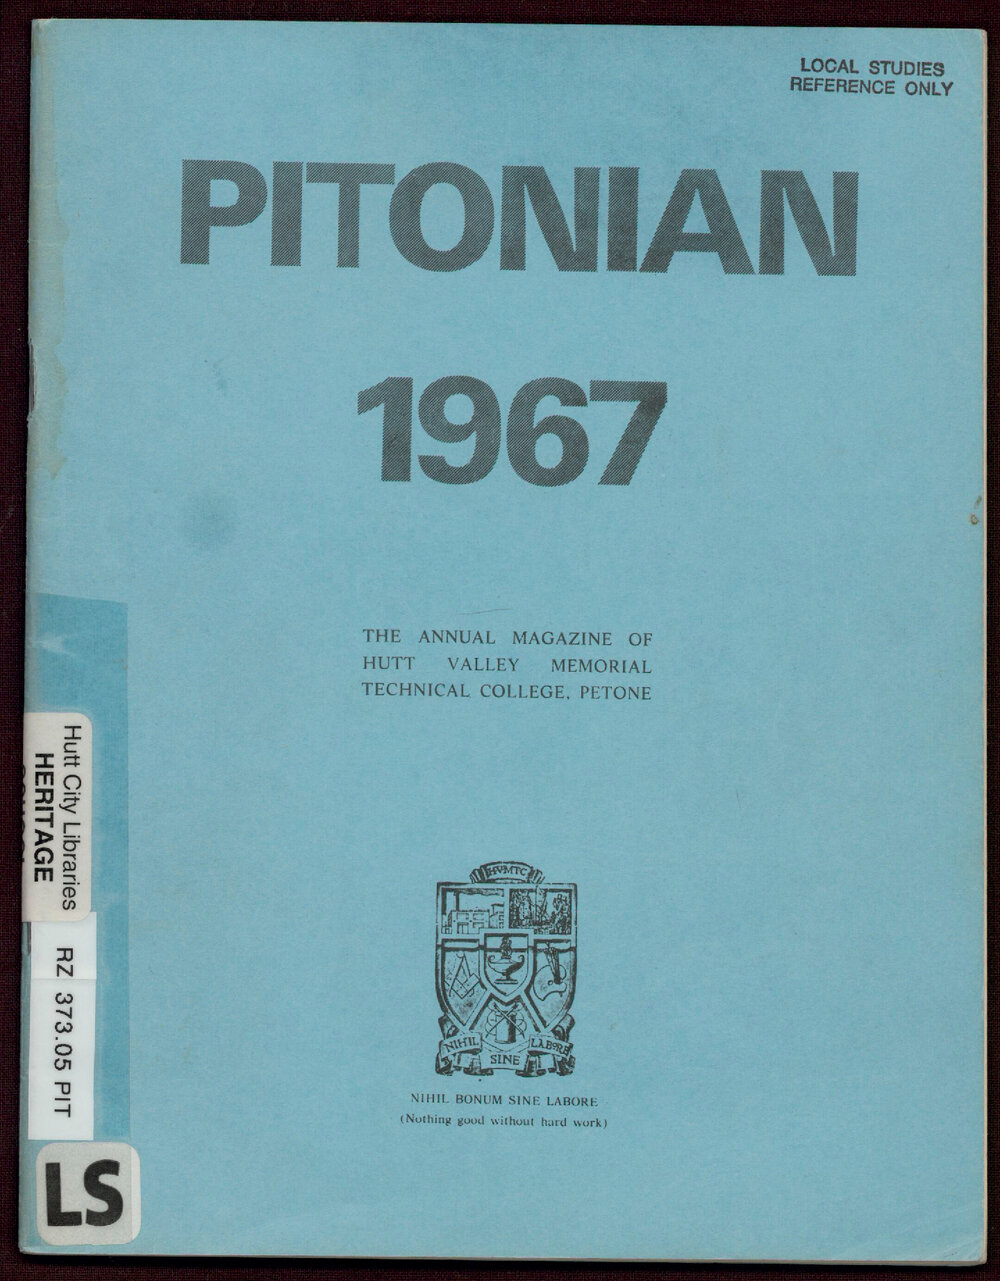 LOCAL STUDIES
REFERENCE ONLY
PITONIAN
1967
THE ANNUAL MAGAZINE OF
HUTT VALLEY MEMORIAL
TECHNICAL COLLEGE, PETONE
HVMTC
NIHIL
SINE
LABORE
NIHIL BONUM SINE LABORE
(Nothing good without hard work)
Hutt City Libraries
HERITAGE
RZ 373.05 PIT
LS